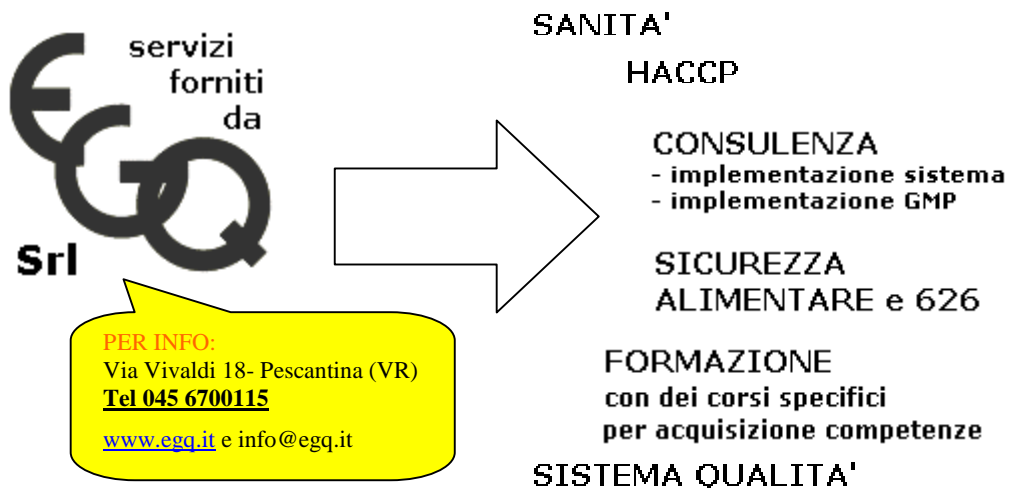 servizi
forniti
da
EGQ
Srl
PER INFO:
Via Vivaldi 18- Pescantina (VR)
Tel 045 6700115
www.egq.it e info@egq.it
SANITA'
HACCP
CONSULENZA
- implementazione sistema
- implementazione GMP
SICUREZZA
ALIMENTARE e 626
FORMAZIONE
con dei corsi specifici
per acquisizione competenze
SISTEMA QUALITA'